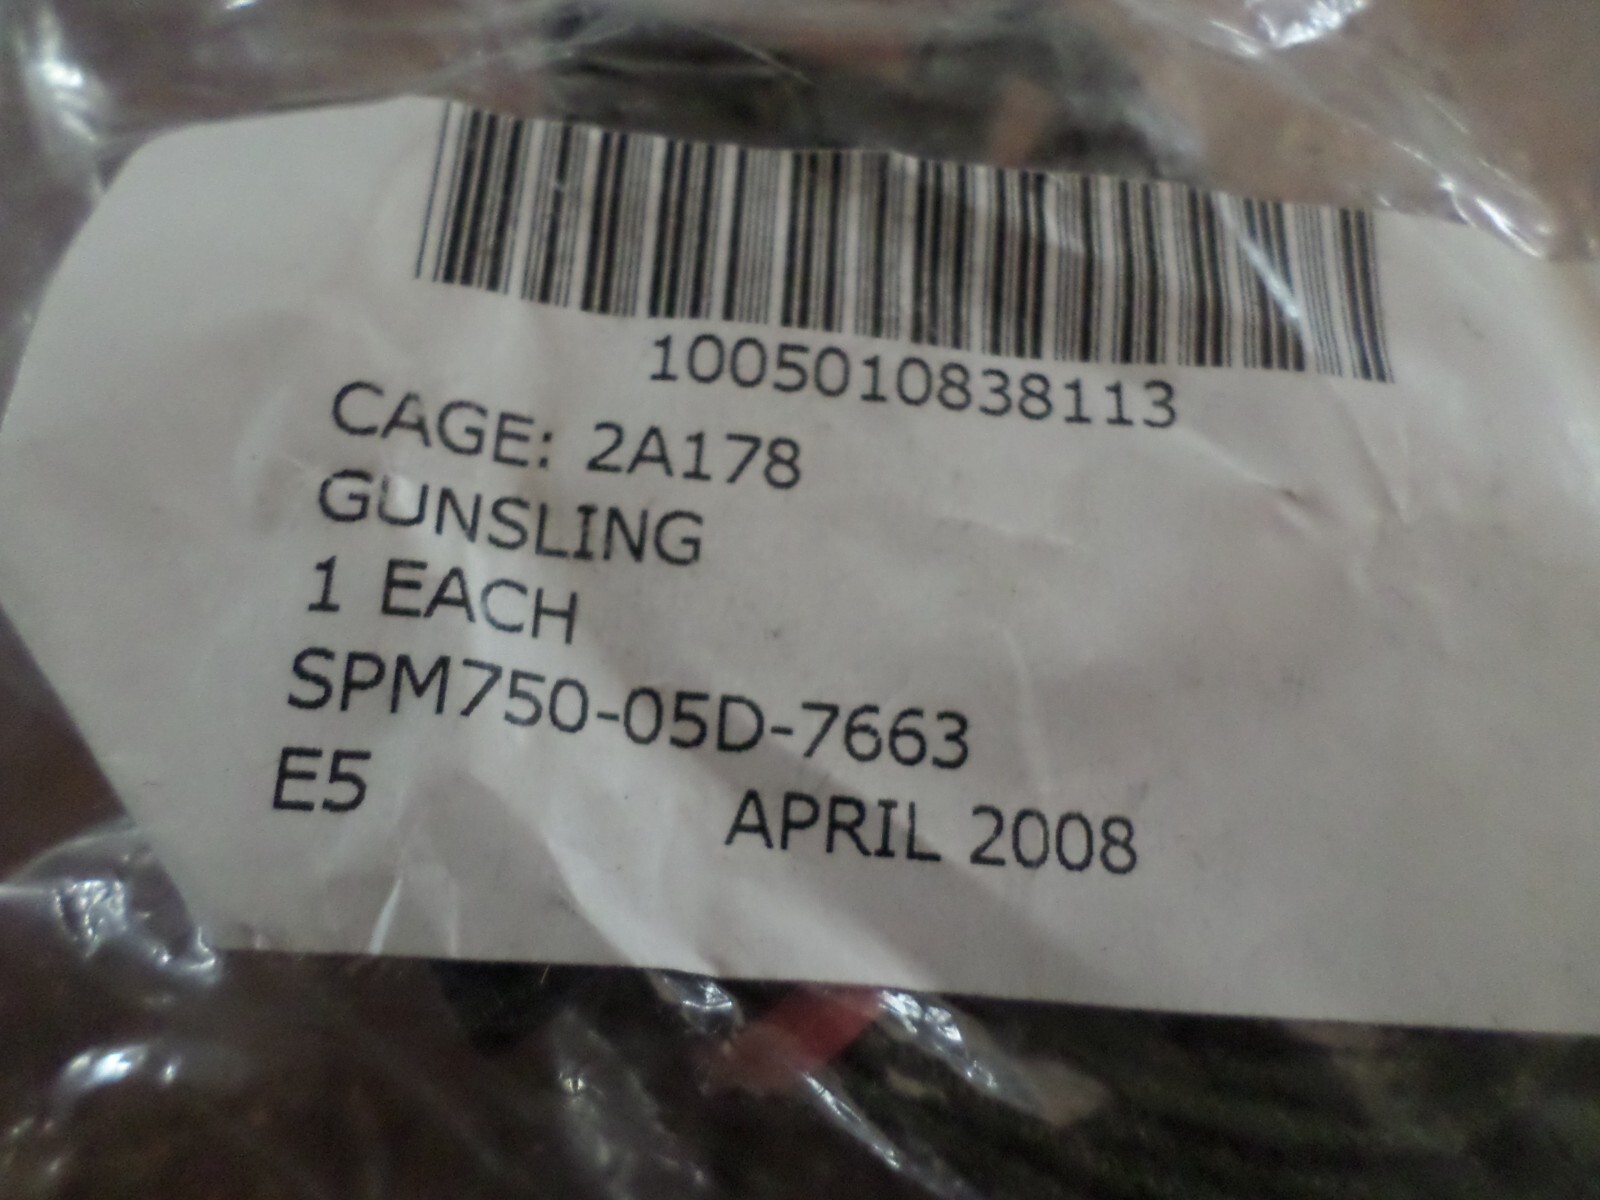 1005010838113
CAGE: 2A178
GUNSLING
1 EACH
SPM750-05D-7663
E5 APRIL 2008